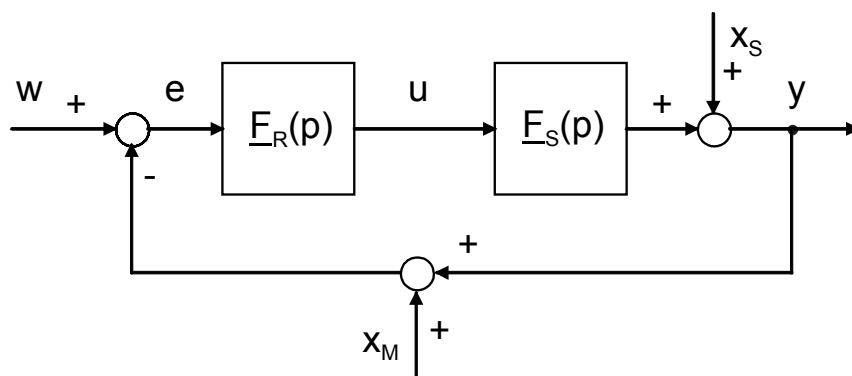 x_S
+
w + e u + y
F_R(p) F_S(p)
-
+
x_M +